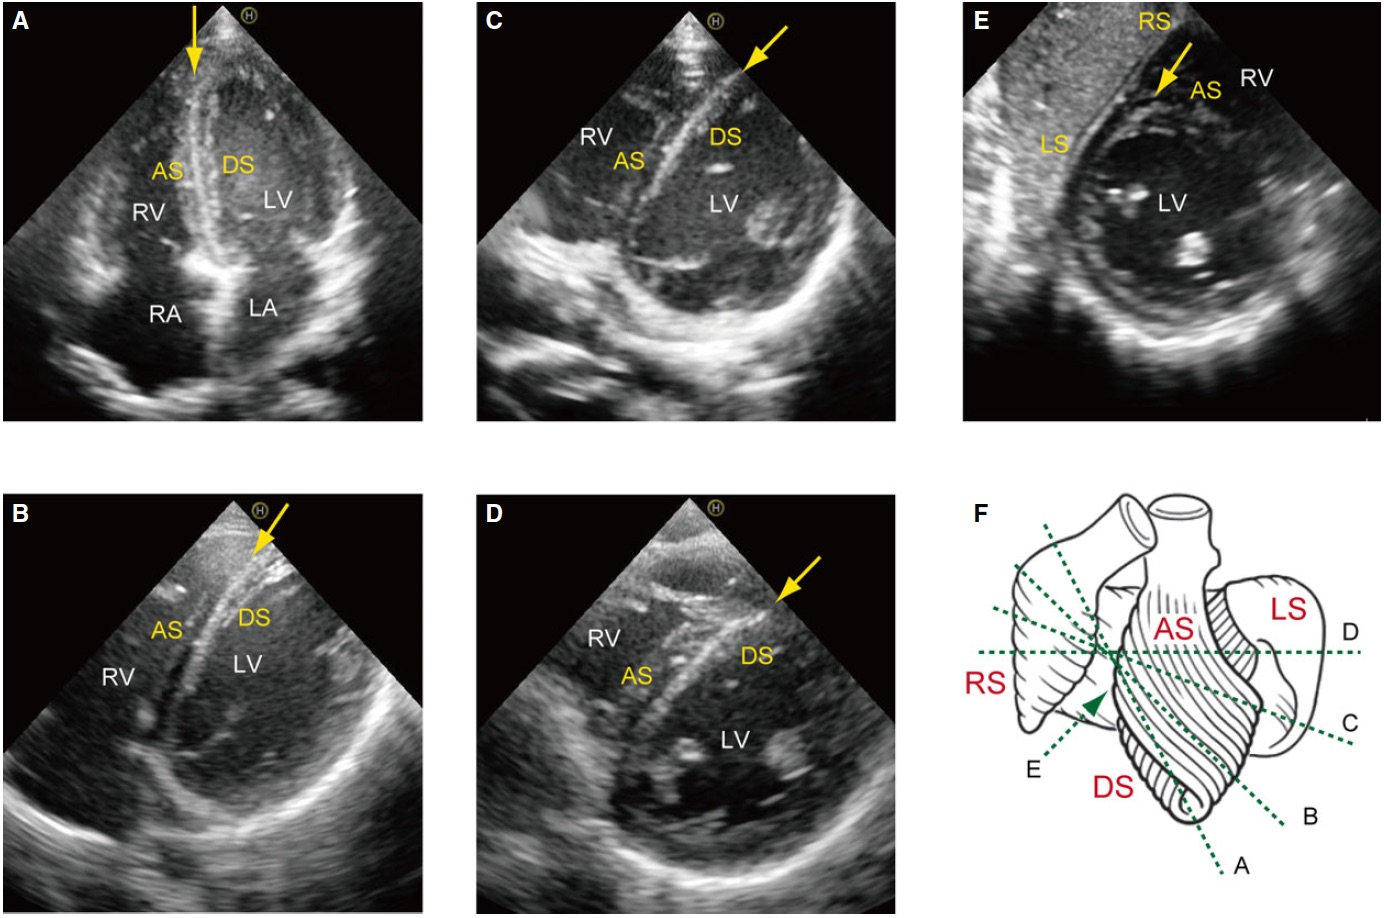 A
H
AS
DS
LV
RV
RA
LA
B
H
AS
DS
LV
RV
C
H
RV
DS
AS
LV
D
H
RV
DS
AS
LV
E
RS
RV
AS
LS
LV
F
LS
AS
D
RS
C
E
DS
B
A